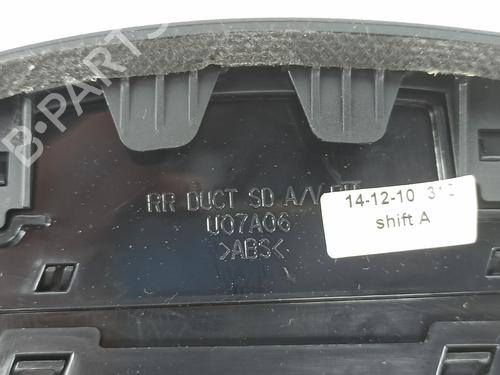 B-PARTS
RR DUCT SD A/V
U07A06
>ABS<
14-12-10
shift A